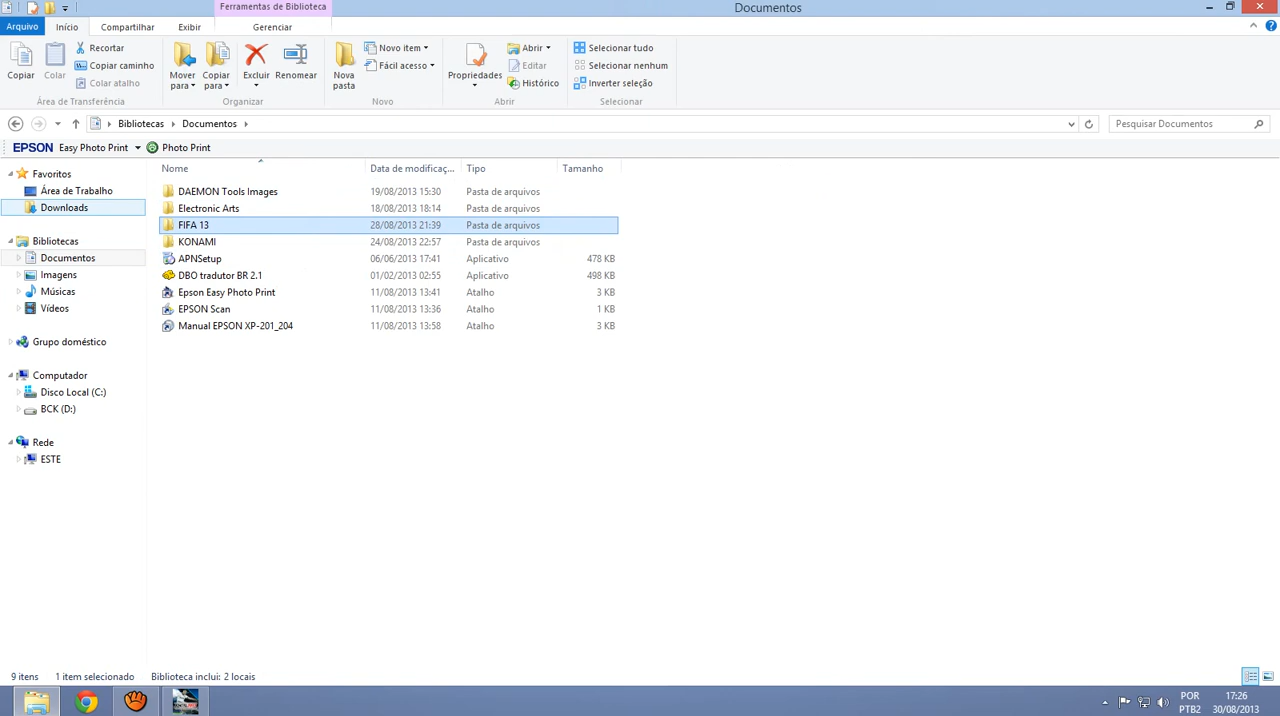 Ferramentas de Biblioteca
Documentos
Arquivo
Início
Compartilhar
Exibir
Gerenciar
Copiar
Colar
Recortar
Copiar caminho
Colar atalho
Área de Transferência
Mover para
Copiar para
Excluir
Renomear
Organizar
Nova pasta
Novo item
Fácil acesso
Novo
Propriedades
Abrir
Editar
Histórico
Abrir
Selecionar tudo
Selecionar nenhum
Inverter seleção
Selecionar
Bibliotecas Documentos
Pesquisar Documentos
EPSON Easy Photo Print Photo Print
Favoritos
Área de Trabalho
Downloads
Bibliotecas
Documentos
Imagens
Músicas
Vídeos
Grupo doméstico
Computador
Disco Local (C:)
BCK (D:)
Rede
ESTE
Nome Data de modificaç... Tipo Tamanho
DAEMON Tools Images 19/08/2013 15:30 Pasta de arquivos
Electronic Arts 18/08/2013 18:14 Pasta de arquivos
FIFA 13 28/08/2013 21:39 Pasta de arquivos
KONAMI 24/08/2013 22:57 Pasta de arquivos
APNSetup 06/06/2013 17:41 Aplicativo 478 KB
DBO tradutor BR 2.1 01/02/2013 02:55 Aplicativo 498 KB
Epson Easy Photo Print 11/08/2013 13:41 Atalho 3 KB
EPSON Scan 11/08/2013 13:36 Atalho 1 KB
Manual EPSON XP-201_204 11/08/2013 13:58 Atalho 3 KB
9 itens 1 item selecionado Biblioteca inclui: 2 locais
POR
PTB2
17:26
30/08/2013